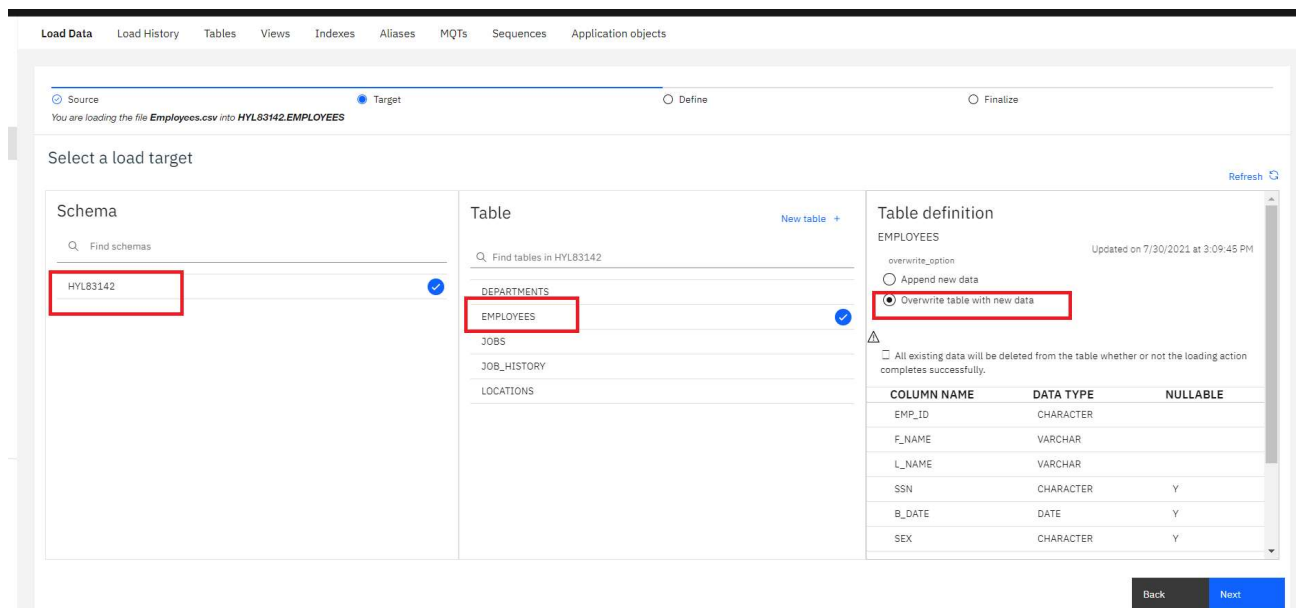 Load Data Load History Tables Views Indexes Aliases MQTs Sequences Application objects
Source Target Define Finalize
You are loading the file Employees.csv into HYL83142.EMPLOYEES
Select a load target
Refresh
Schema
Find schemas
HYL83142
Table New table +
Find tables in HYL83142
DEPARTMENTS
EMPLOYEES
JOBS
JOB_HISTORY
LOCATIONS
Table definition
EMPLOYEES
Updated on 7/30/2021 at 3:09:45 PM
overwrite_option
Append new data
Overwrite table with new data
All existing data will be deleted from the table whether or not the loading action
completes successfully.
COLUMN NAME DATA TYPE NULLABLE
EMP_ID CHARACTER
F_NAME VARCHAR
L_NAME VARCHAR
SSN CHARACTER Y
B_DATE DATE Y
SEX CHARACTER Y
Back Next